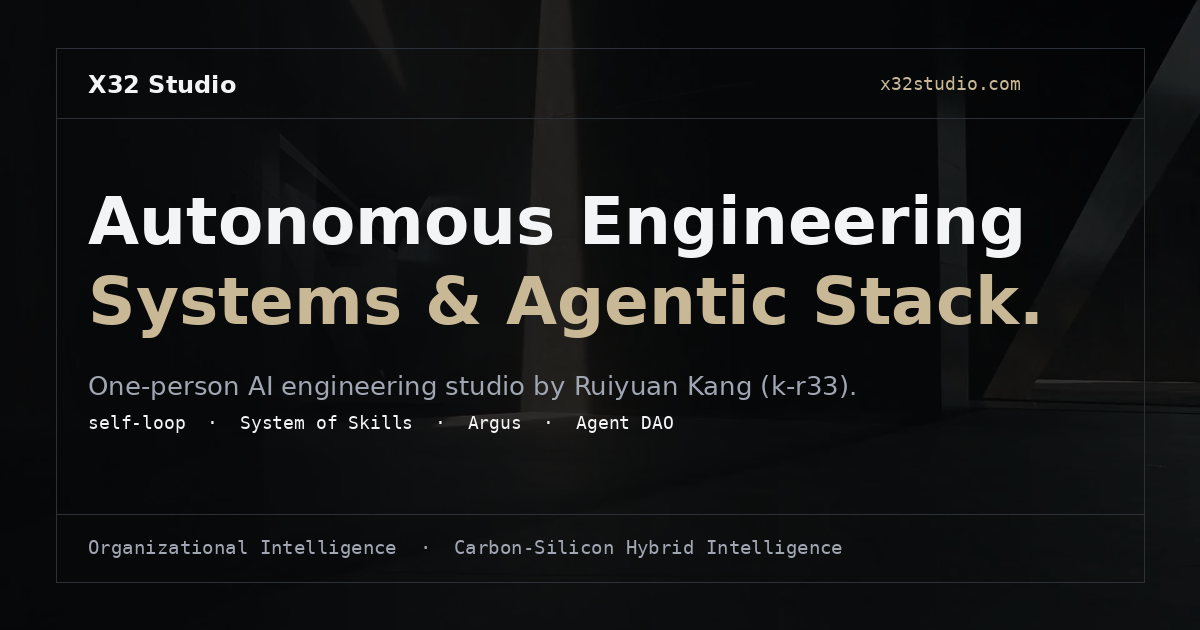 X32 Studio
x32studio.com
Autonomous Engineering
Systems & Agentic Stack.
One-person AI engineering studio by Ruiyuan Kang (k-r33).
self-loop · System of Skills · Argus · Agent DAO
Organizational Intelligence · Carbon-Silicon Hybrid Intelligence